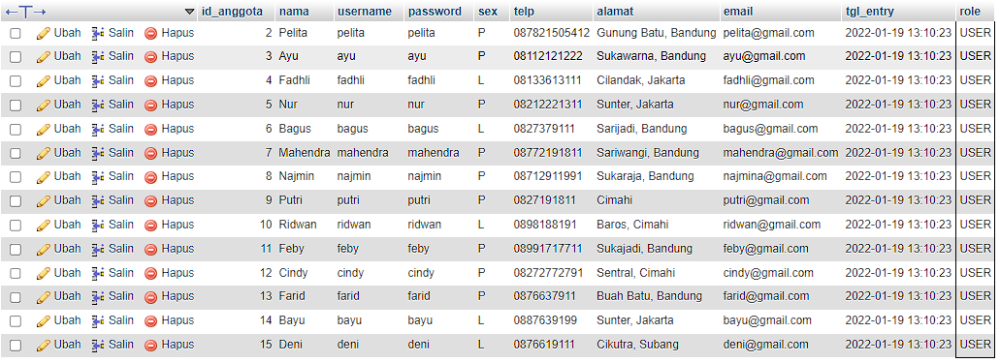 id_anggota nama username password sex telp alamat email tgl_entry role
Ubah Salin Hapus 2 Pelita pelita pelita P 087821505412 Gunung Batu, Bandung pelita@gmail.com 2022-01-19 13:10:23 USER
Ubah Salin Hapus 3 Ayu ayu ayu P 08112121222 Sukawarna, Bandung ayu@gmail.com 2022-01-19 13:10:23 USER
Ubah Salin Hapus 4 Fadhli fadhli fadhli L 08133613111 Cilandak, Jakarta fadhli@gmail.com 2022-01-19 13:10:23 USER
Ubah Salin Hapus 5 Nur nur nur P 08212221311 Sunter, Jakarta nur@gmail.com 2022-01-19 13:10:23 USER
Ubah Salin Hapus 6 Bagus bagus bagus L 0827379111 Sarijadi, Bandung bagus@gmail.com 2022-01-19 13:10:23 USER
Ubah Salin Hapus 7 Mahendra mahendra mahendra P 08772191811 Sariwangi, Bandung mahendra@gmail.com 2022-01-19 13:10:23 USER
Ubah Salin Hapus 8 Najmin najmin najmin P 08712911991 Sukaraja, Bandung najmina@gmail.com 2022-01-19 13:10:23 USER
Ubah Salin Hapus 9 Putri putri putri P 0827191811 Cimahi putri@gmail.com 2022-01-19 13:10:23 USER
Ubah Salin Hapus 10 Ridwan ridwan ridwan L 0898188191 Baros, Cimahi ridwan@gmail.com 2022-01-19 13:10:23 USER
Ubah Salin Hapus 11 Feby feby feby P 08991717711 Sukajadi, Bandung feby@gmail.com 2022-01-19 13:10:23 USER
Ubah Salin Hapus 12 Cindy cindy cindy P 08272772791 Sentral, Cimahi cindy@gmail.com 2022-01-19 13:10:23 USER
Ubah Salin Hapus 13 Farid farid farid P 0876637911 Buah Batu, Bandung farid@gmail.com 2022-01-19 13:10:23 USER
Ubah Salin Hapus 14 Bayu bayu bayu L 0887639199 Sunter, Jakarta bayu@gmail.com 2022-01-19 13:10:23 USER
Ubah Salin Hapus 15 Deni deni deni L 0876619111 Cikutra, Subang deni@gmail.com 2022-01-19 13:10:23 USER